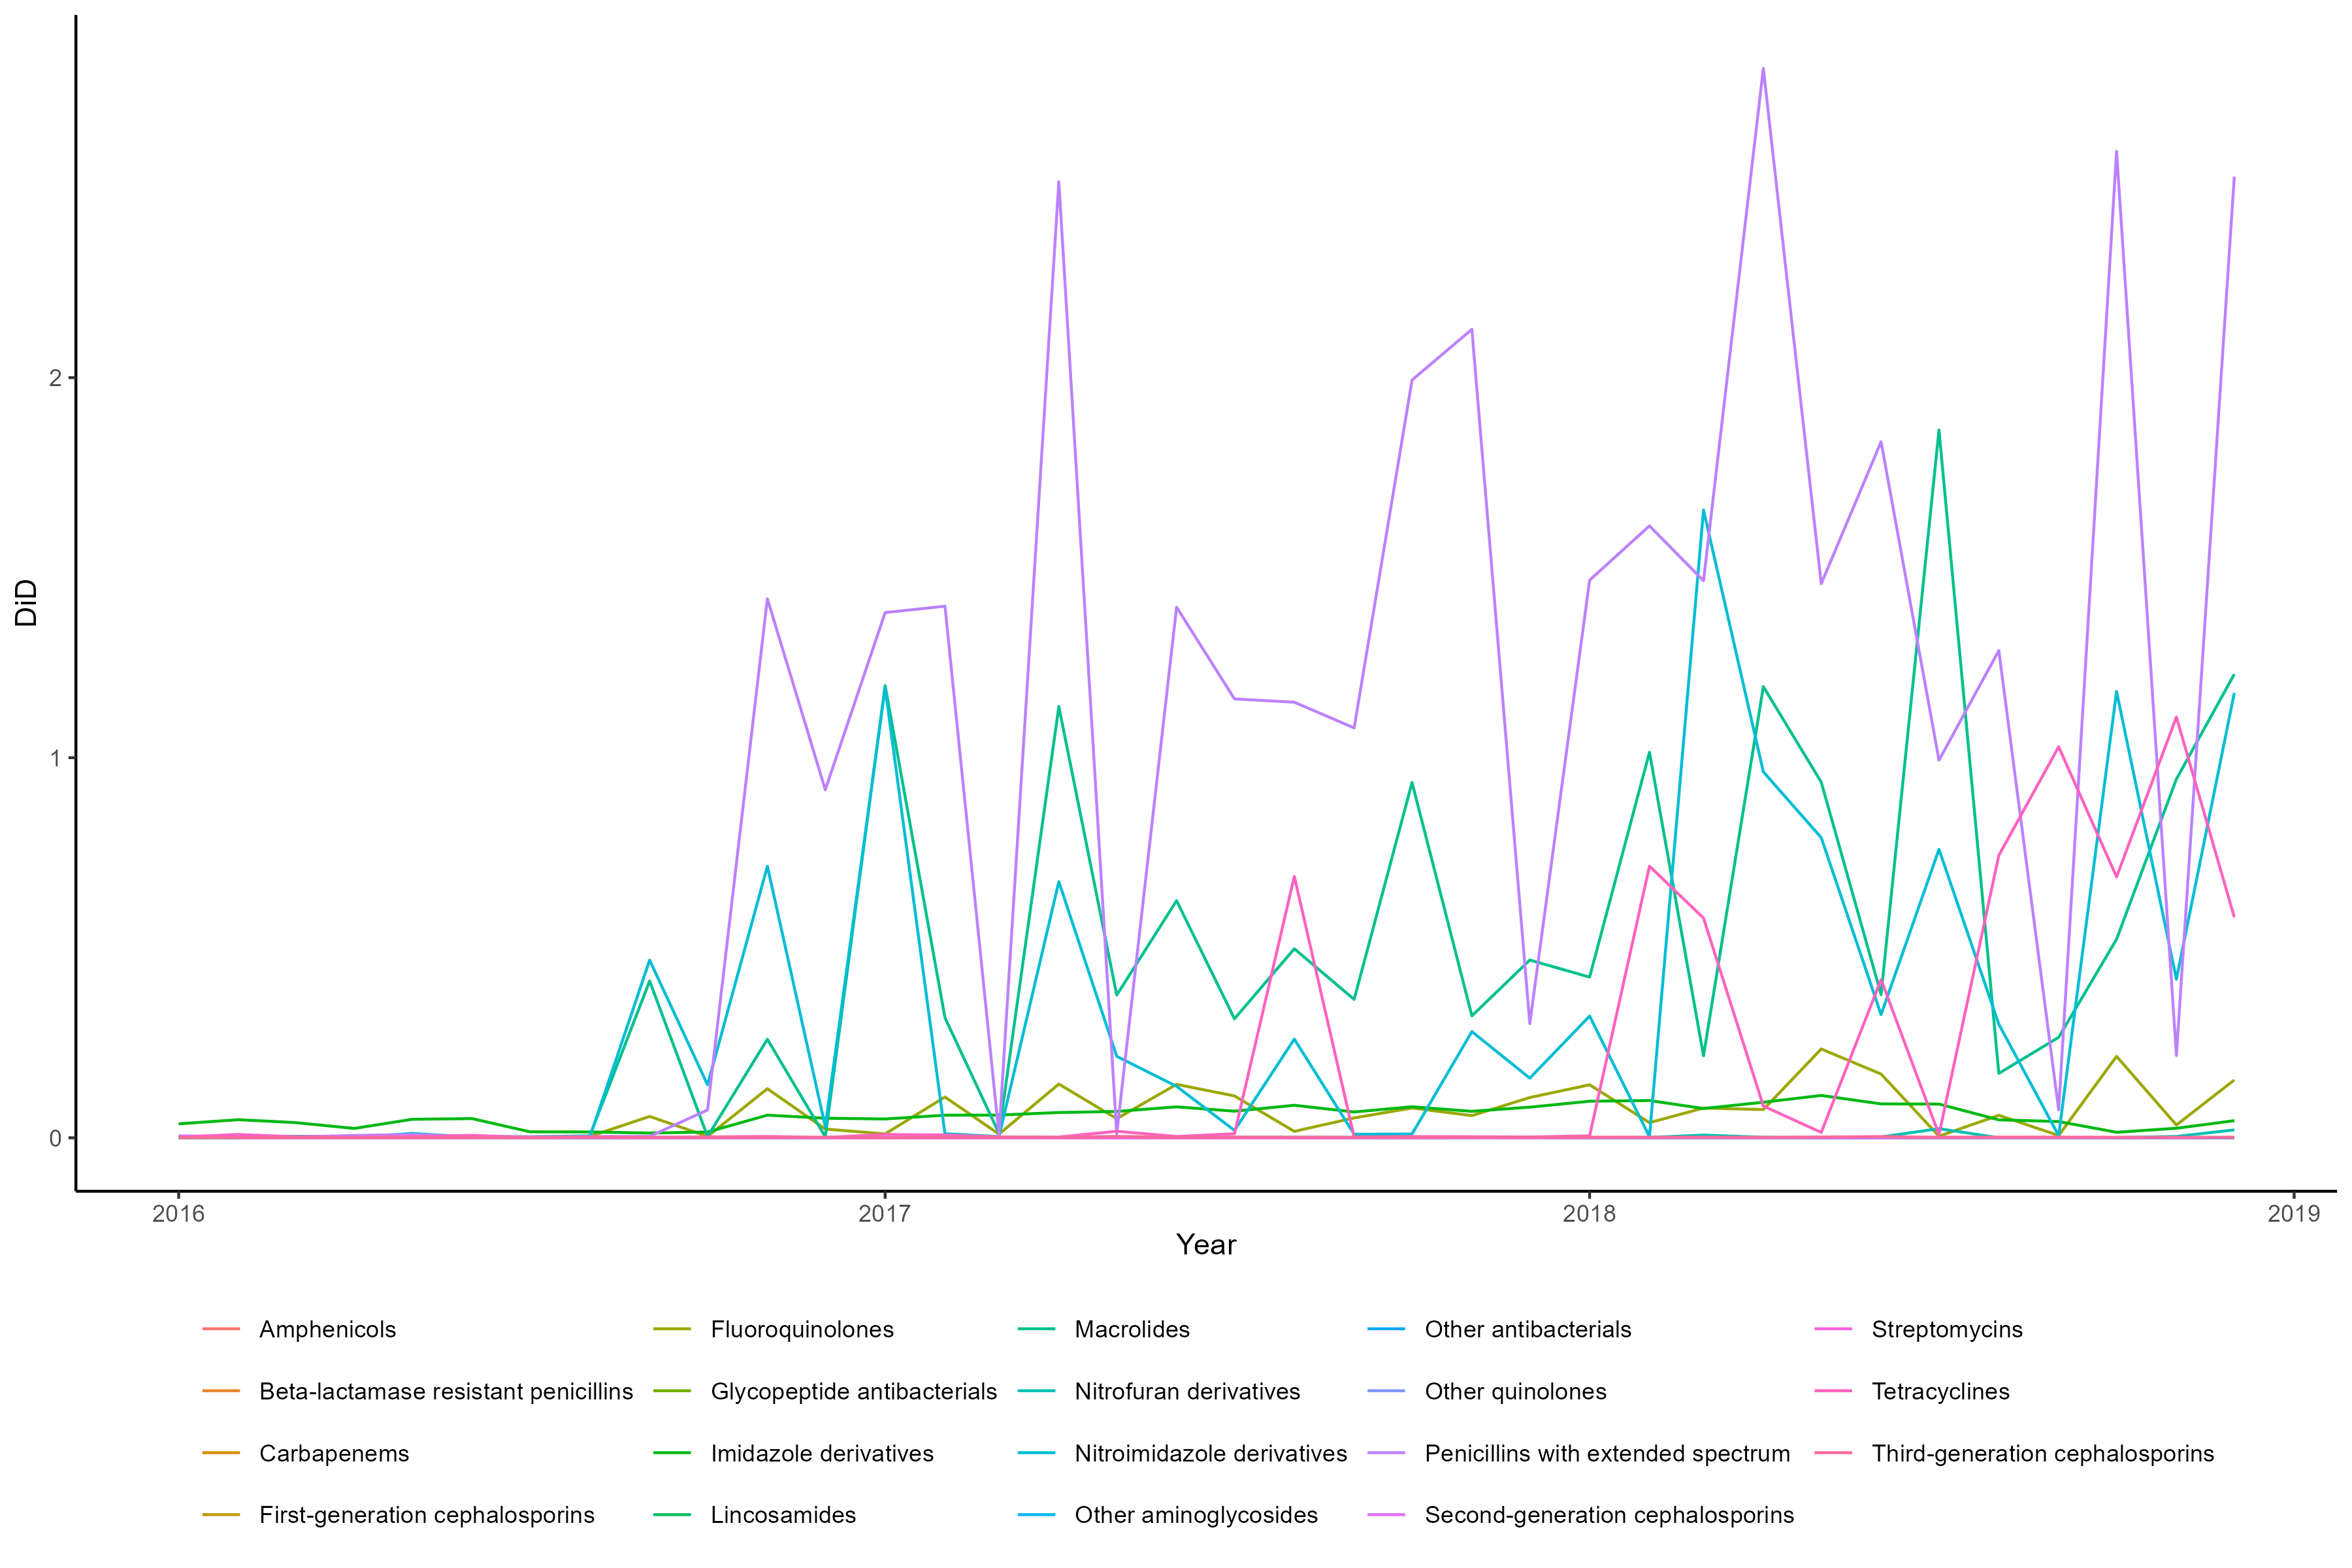 DiD
2
1
0
2016 2017 2018 2019
Year
Amphenicols Fluoroquinolones Macrolides Other antibacterials Streptomycins
Beta-lactamase resistant penicillins Glycopeptide antibacterials Nitrofuran derivatives Other quinolones Tetracyclines
Carbapenems Imidazole derivatives Nitroimidazole derivatives Penicillins with extended spectrum Third-generation cephalosporins
First-generation cephalosporins Lincosamides Other aminoglycosides Second-generation cephalosporins